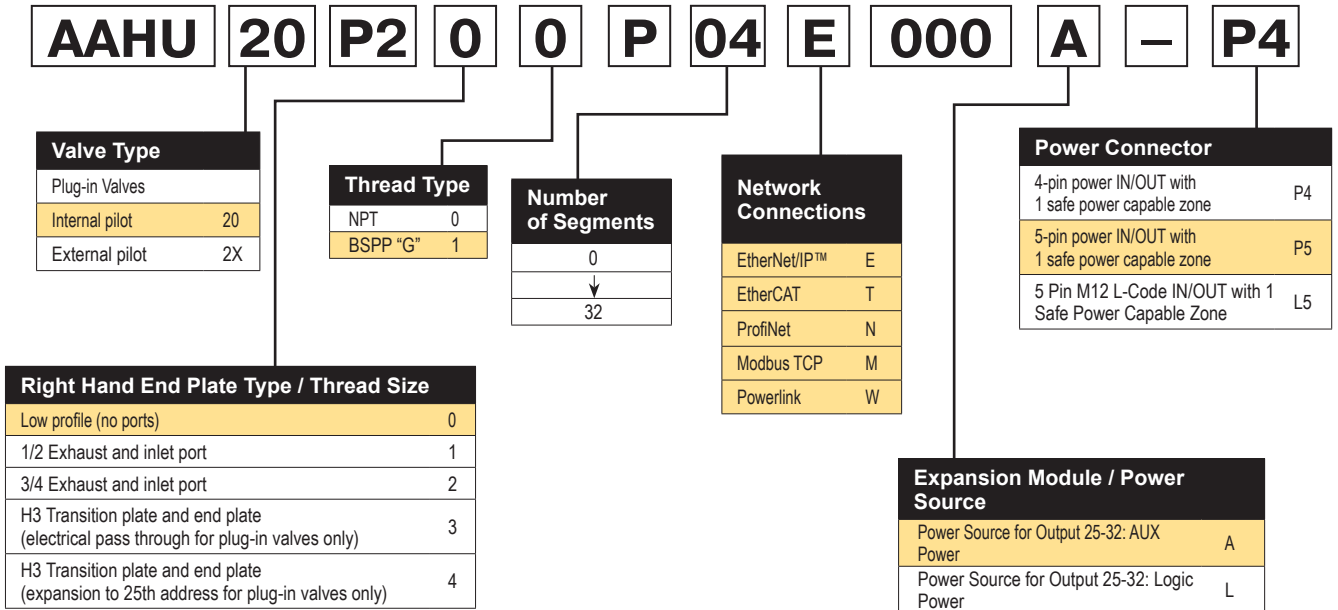 AAHU 20 P2 0 0 P 04 E 000 A – P4
Valve Type
Plug-in Valves
Internal pilot 20
External pilot 2X
Thread Type
NPT 0
BSPP “G” 1
Number
of Segments
0
↓
32
Network
Connections
EtherNet/IP™ E
EtherCAT T
ProfiNet N
Modbus TCP M
Powerlink W
Power Connector
4-pin power IN/OUT with
1 safe power capable zone P4
5-pin power IN/OUT with
1 safe power capable zone P5
5 Pin M12 L-Code IN/OUT with 1
Safe Power Capable Zone L5
Right Hand End Plate Type / Thread Size
Low profile (no ports) 0
1/2 Exhaust and inlet port 1
3/4 Exhaust and inlet port 2
H3 Transition plate and end plate
(electrical pass through for plug-in valves only) 3
H3 Transition plate and end plate
(expansion to 25th address for plug-in valves only) 4
Expansion Module / Power
Source
Power Source for Output 25-32: AUX
Power A
Power Source for Output 25-32: Logic
Power L